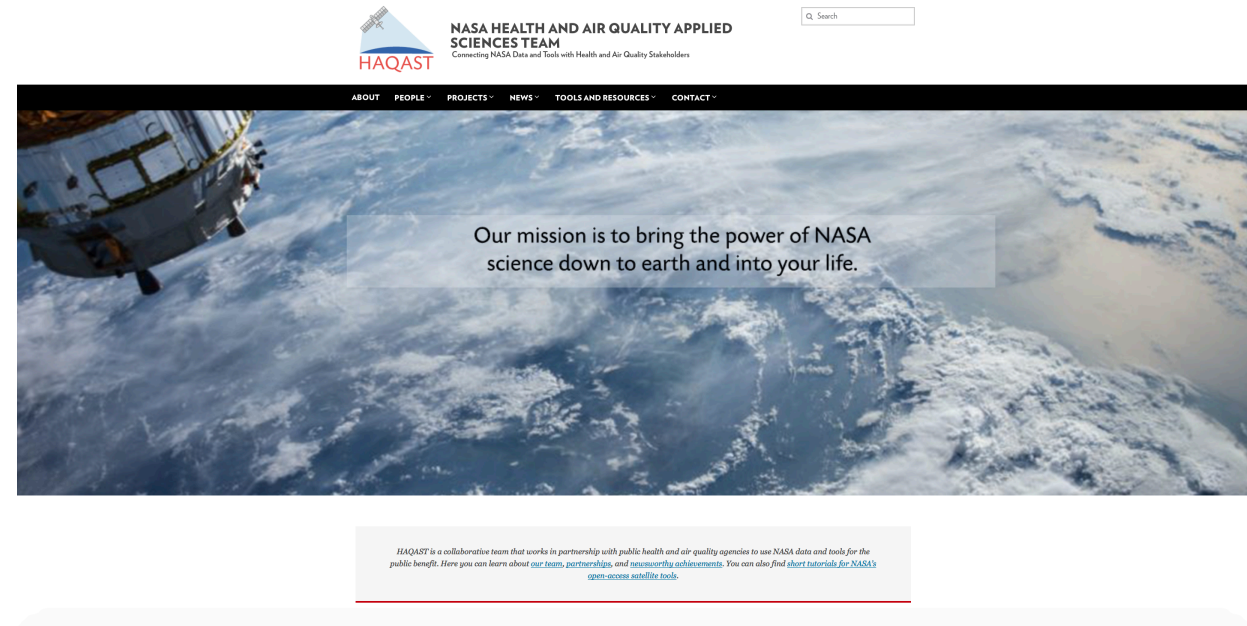 HAQAST
NASA HEALTH AND AIR QUALITY APPLIED
SCIENCES TEAM
Connecting NASA Data and Tools with Health and Air Quality Stakeholders
Search
ABOUT PEOPLE PROJECTS NEWS TOOLS AND RESOURCES CONTACT
Our mission is to bring the power of NASA
science down to earth and into your life.
HAQAST is a collaborative team that works in partnership with public health and air quality agencies to use NASA data and tools for the
public benefit. Here you can learn about our team, partnerships, and newsworthy achievements. You can also find short tutorials for NASA's
open-access satellite tools.